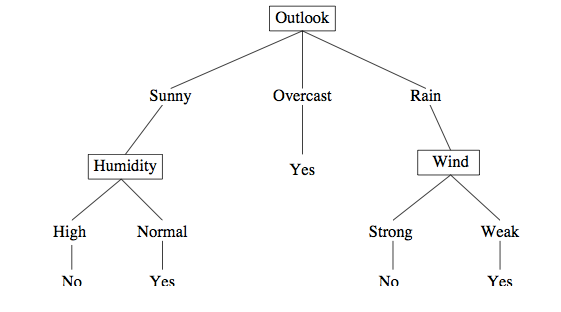 Outlook
Sunny Overcast Rain
Humidity Yes Wind
High Normal Strong Weak
No Yes No Yes